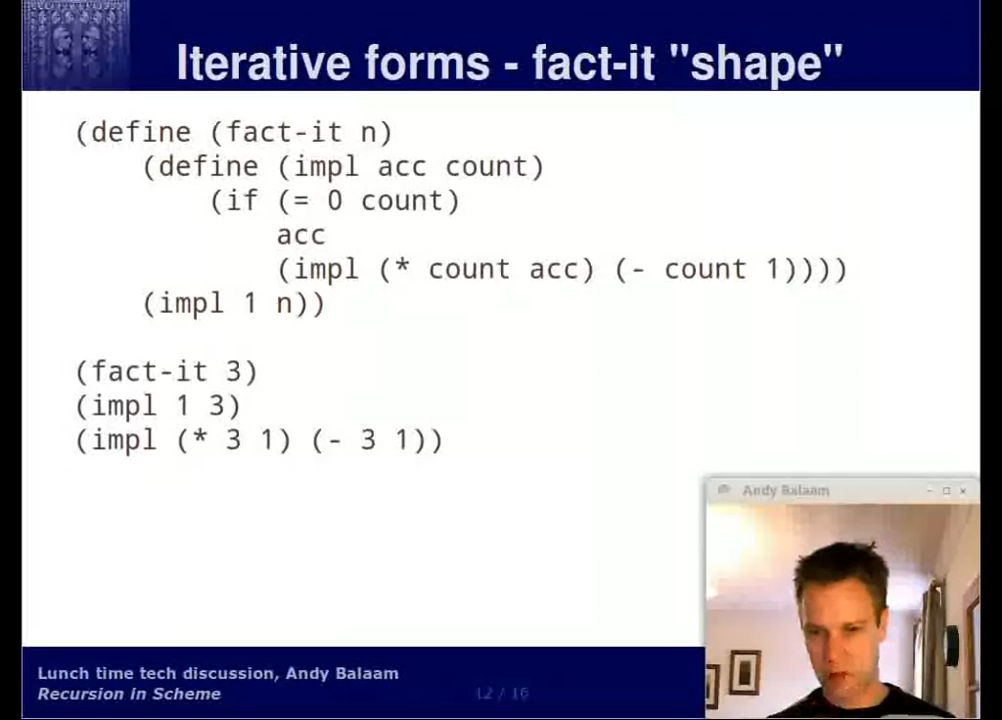 Iterative forms - fact-it "shape"
(define (fact-it n)
(define (impl acc count)
(if (= 0 count)
acc
(impl (* count acc) (- count 1))))
(impl 1 n))
(fact-it 3)
(impl 1 3)
(impl (* 3 1) (- 3 1))
Andy Balaam
Lunch time tech discussion, Andy Balaam
Recursion in Scheme
12 / 16